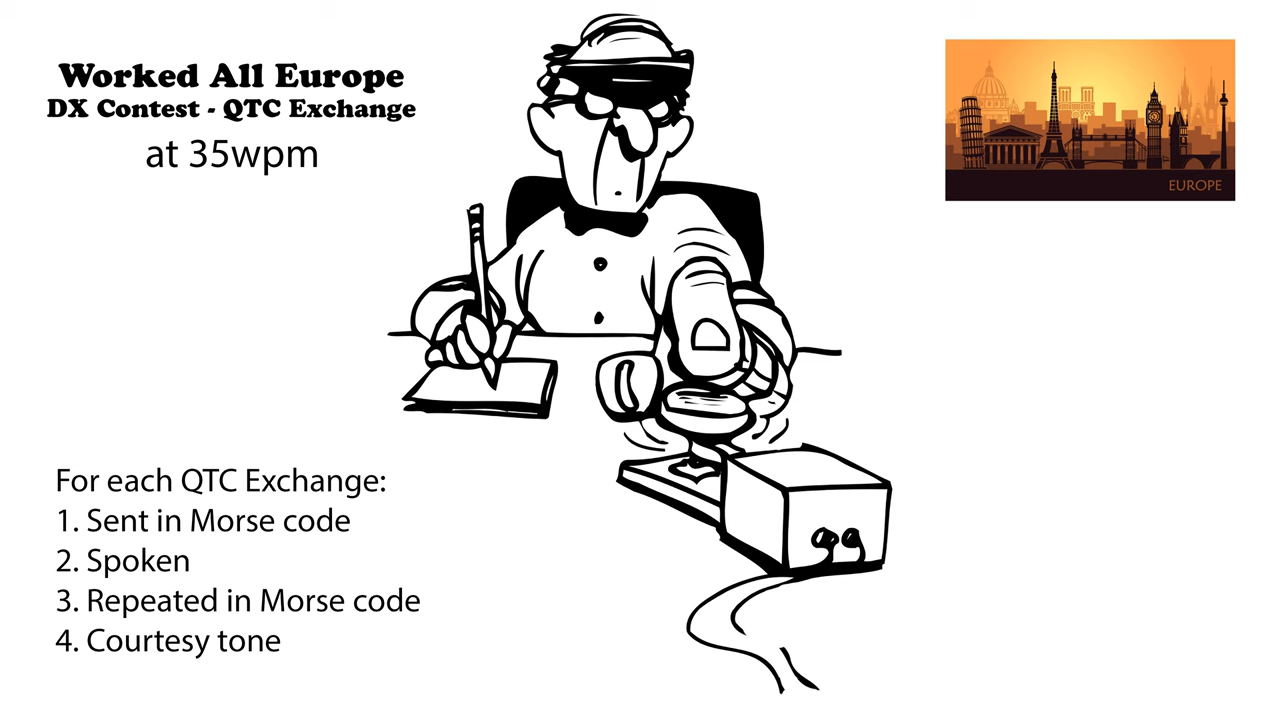 Worked All Europe
DX Contest - QTC Exchange
at 35wpm
EUROPE
For each QTC Exchange:
1. Sent in Morse code
2. Spoken
3. Repeated in Morse code
4. Courtesy tone